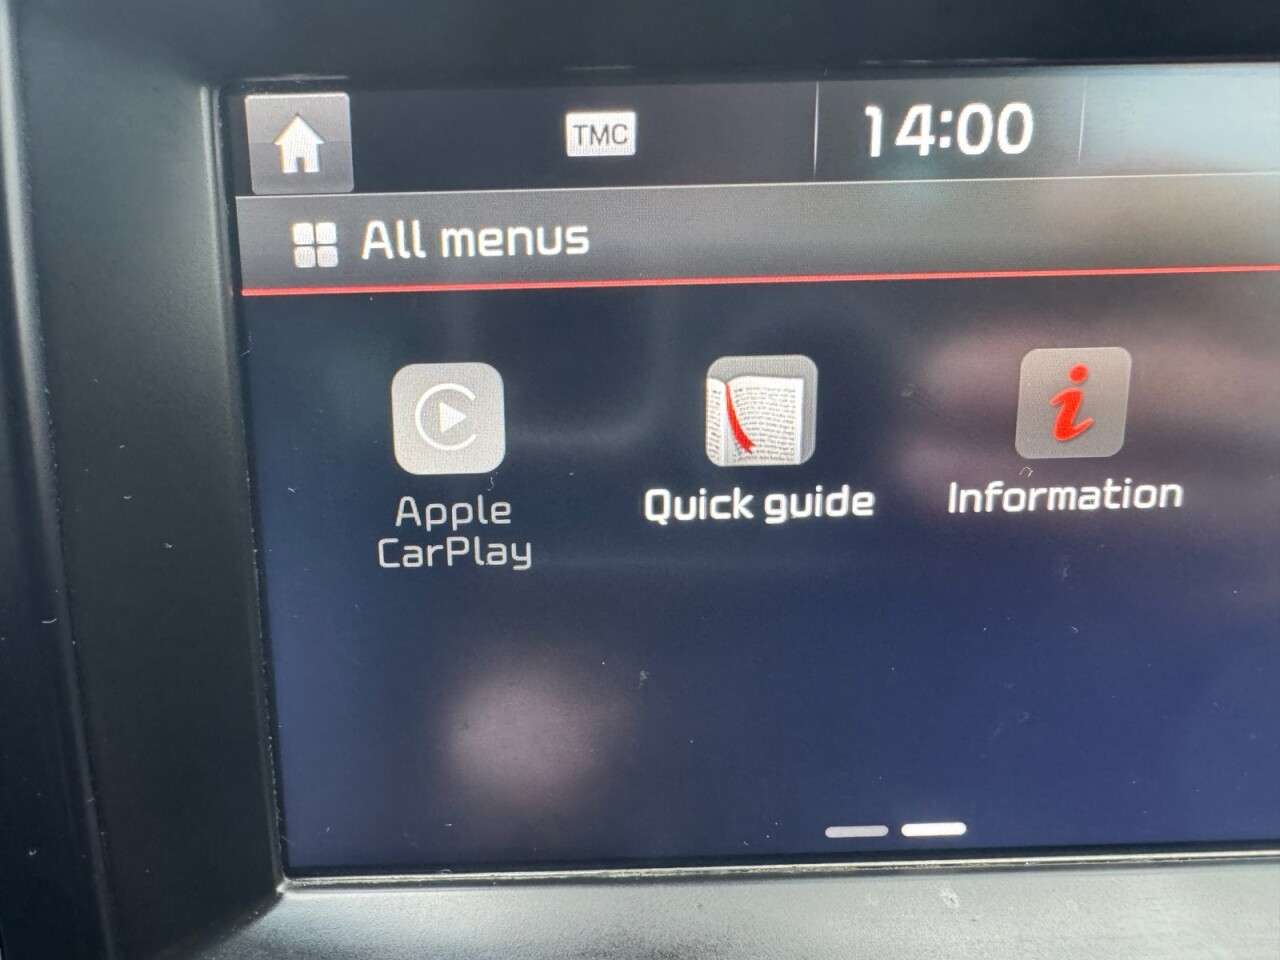 TMC
14:00
All menus
Apple
CarPlay
Quick guide
Information